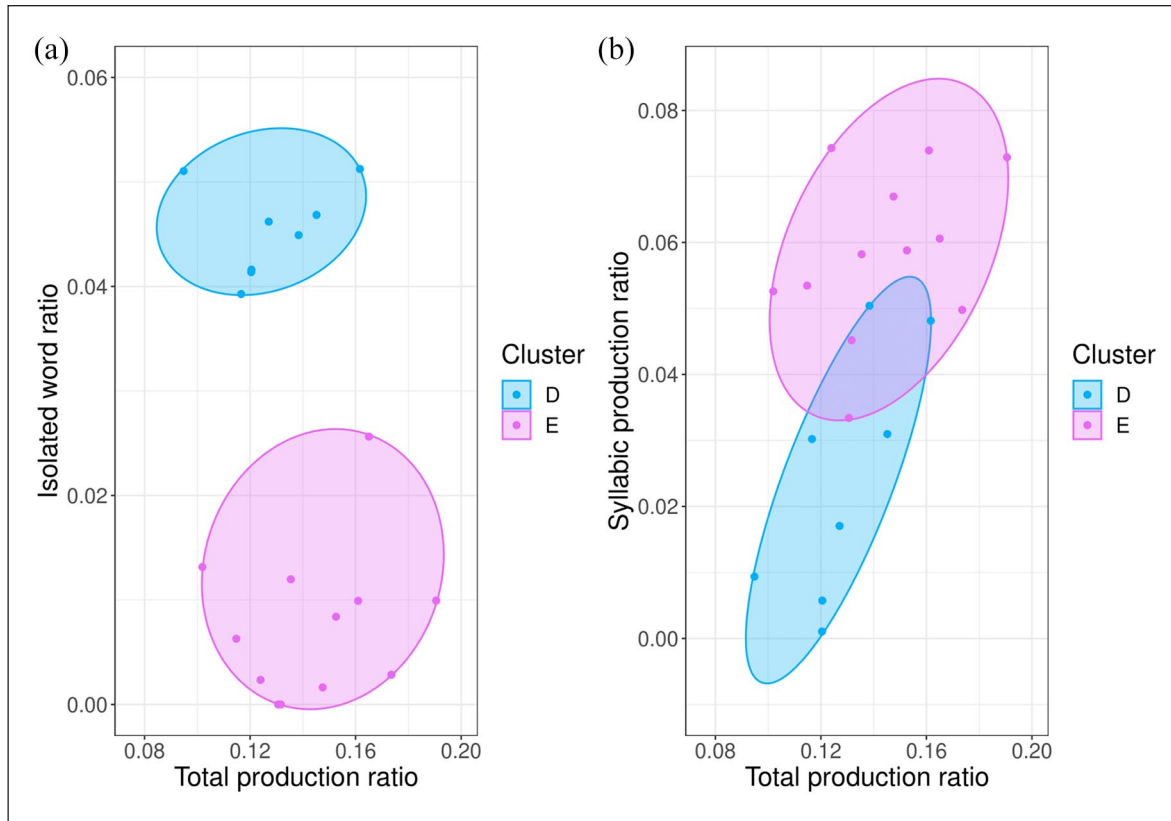 (a)
0.06
0.04
0.02
0.00
Isolated word ratio
0.08 0.12 0.16 0.20
Total production ratio
Cluster
D
E
(b)
0.08
0.06
0.04
0.02
0.00
Syllabic production ratio
0.08 0.12 0.16 0.20
Total production ratio
Cluster
D
E